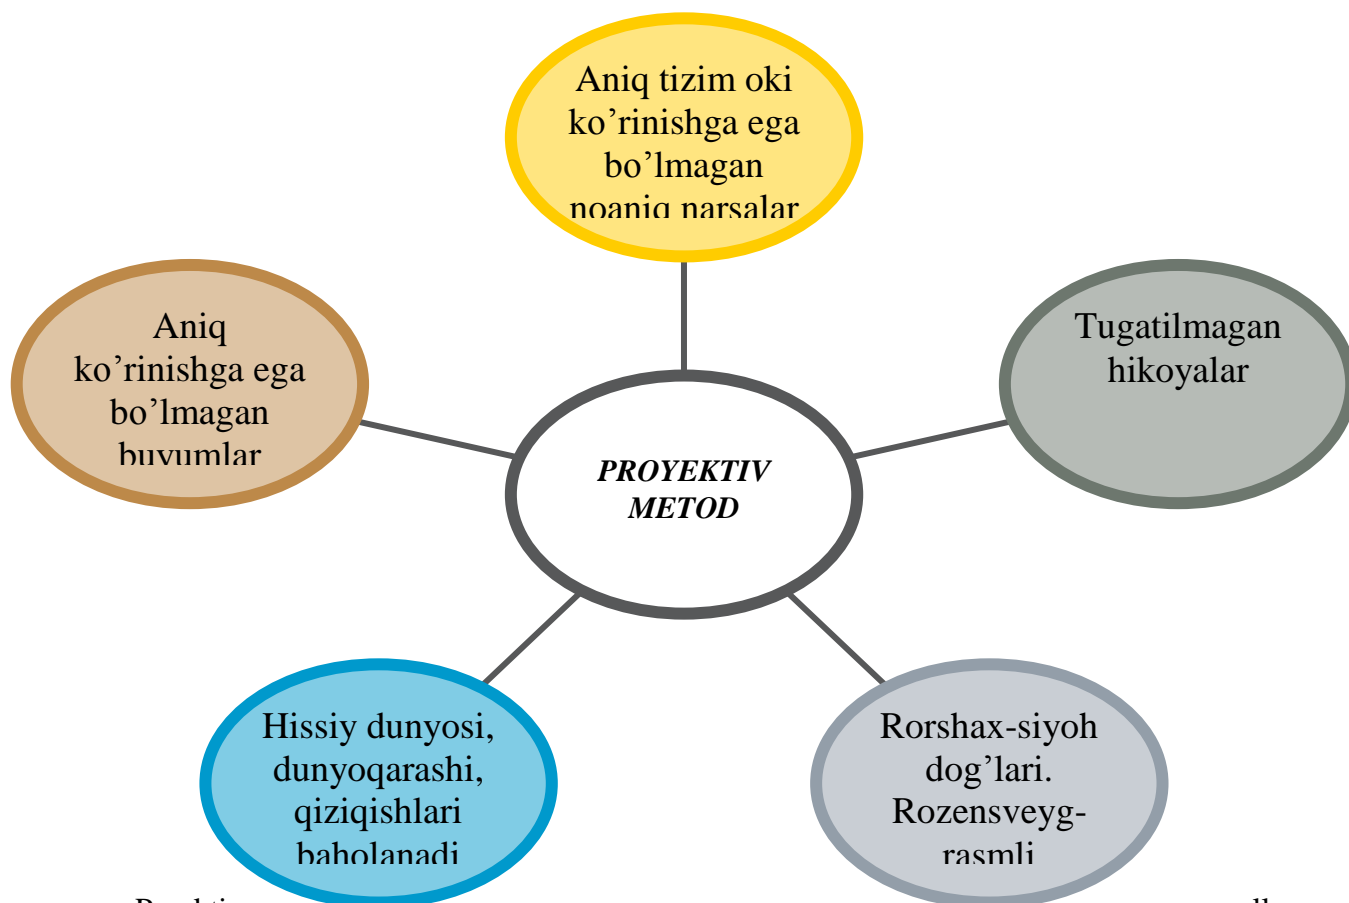 Aniq tizim oki
ko’rinishga ega
bo’lmagan
noaniq narsalar
Aniq
ko’rinishga ega
bo’lmagan
buyumlar
Tugatilmagan
hikoyalar
PROYEKTIV
METOD
Hissiy dunyosi,
dunyoqarashi,
qiziqishlari
baholanadi
Rorshax-siyoh
dog’lari.
Rozensveyg-
rasmli